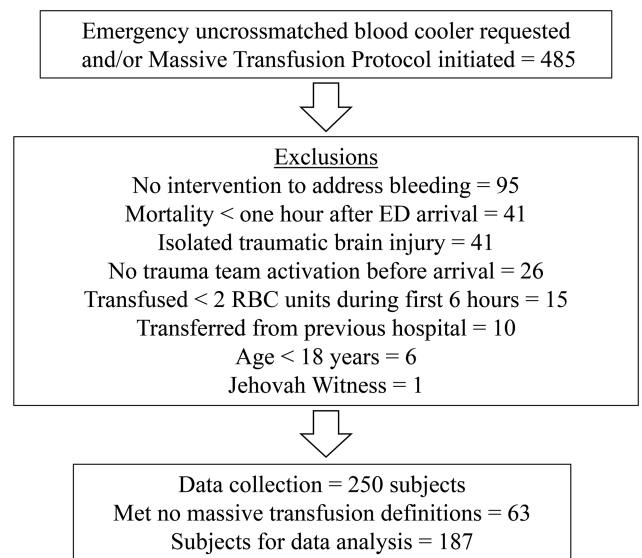 Emergency uncrossmatched blood cooler requested
and/or Massive Transfusion Protocol initiated = 485
Exclusions
No intervention to address bleeding = 95
Mortality < one hour after ED arrival = 41
Isolated traumatic brain injury = 41
No trauma team activation before arrival = 26
Transfused < 2 RBC units during first 6 hours = 15
Transferred from previous hospital = 10
Age < 18 years = 6
Jehovah Witness = 1
Data collection = 250 subjects
Met no massive transfusion definitions = 63
Subjects for data analysis = 187